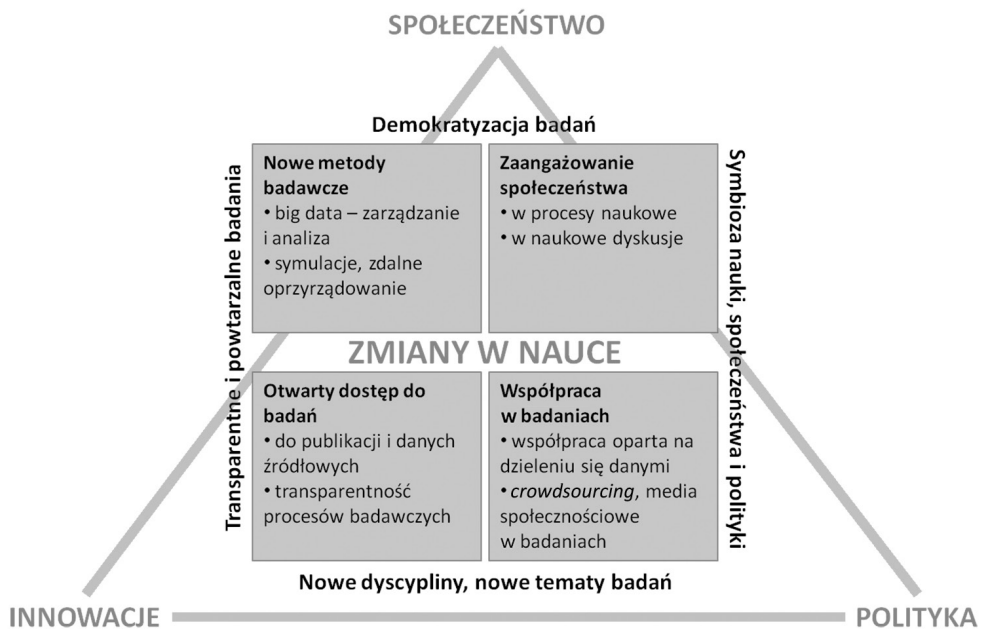 SPOŁECZEŃSTWO
Demokratyzacja badań
Transparentne i powtarzalne badania
Nowe metody
badawcze
• big data – zarządzanie
i analiza
• symulacje, zdalne
oprzyrządowanie
Zaangażowanie
społeczeństwa
• w procesy naukowe
• w naukowe dyskusje
Symbioza nauki, społeczeństwa i polityki
ZMIANY W NAUCE
Otwarty dostęp do
badań
• do publikacji i danych
źródłowych
• transparentność
procesów badawczych
Współpraca
w badaniach
• współpraca oparta na
dzieleniu się danymi
• crowdsourcing, media
społecznościowe
w badaniach
Nowe dyscypliny, nowe tematy badań
INNOWACJE
POLITYKA